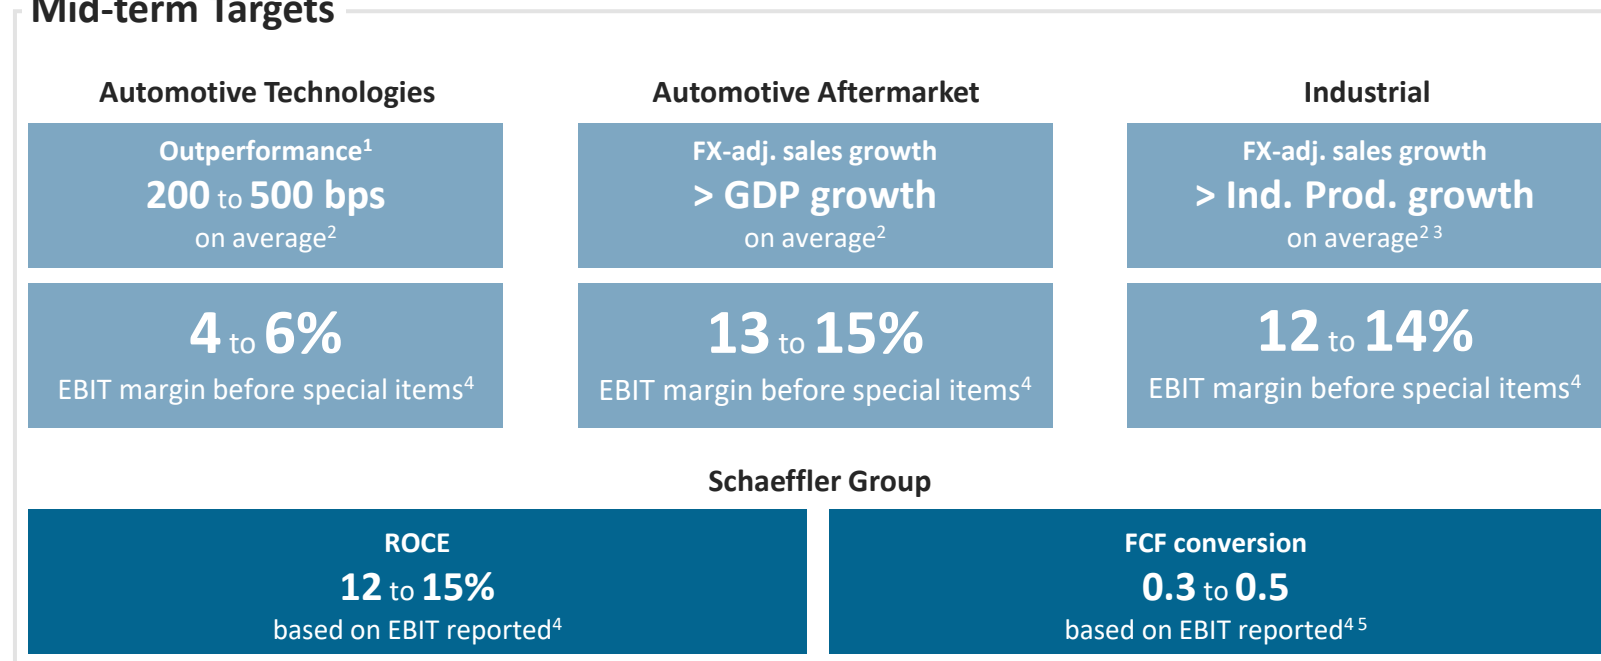 Mid-term Targets
Automotive Technologies
Outperformance¹
200 to 500 bps
on average²
4 to 6%
EBIT margin before special items⁴
Automotive Aftermarket
FX-adj. sales growth
> GDP growth
on average²
13 to 15%
EBIT margin before special items⁴
Industrial
FX-adj. sales growth
> Ind. Prod. growth
on average² ³
12 to 14%
EBIT margin before special items⁴
Schaeffler Group
ROCE
12 to 15%
based on EBIT reported⁴
FCF conversion
0.3 to 0.5
based on EBIT reported⁴ ⁵